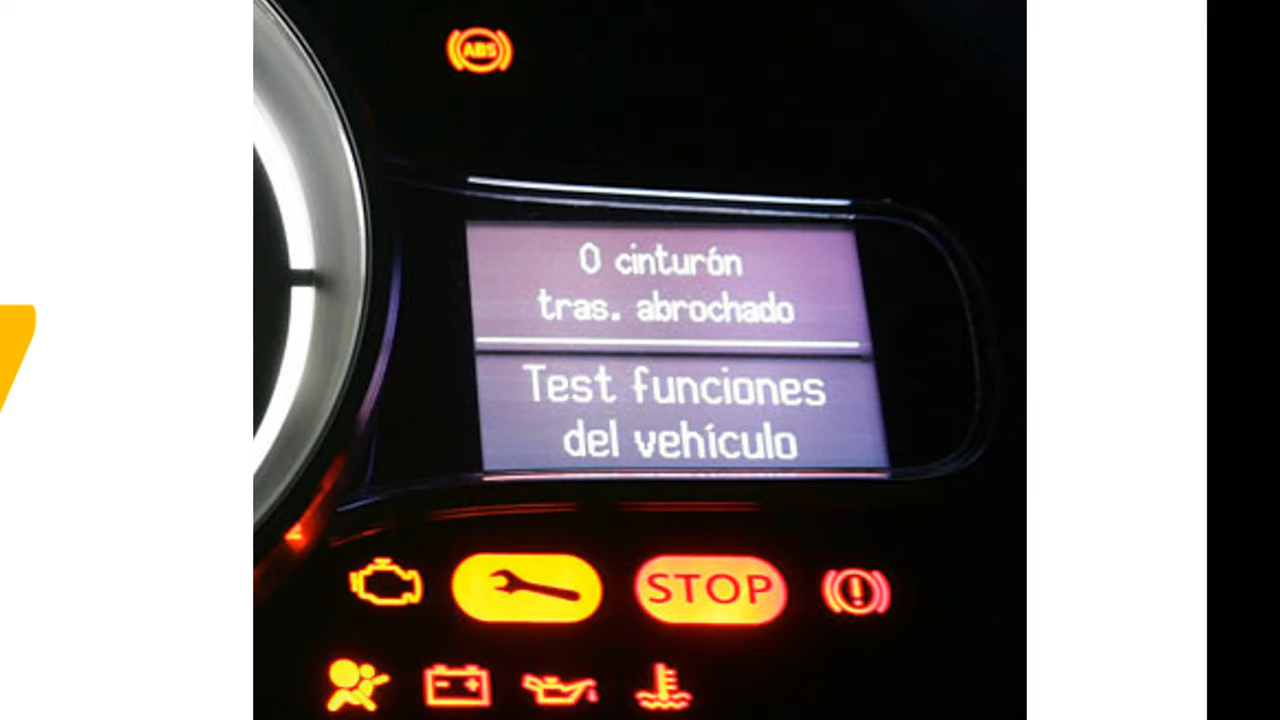 ABS
0 cinturón
tras. abrochado
Test funciones
del vehículo
STOP